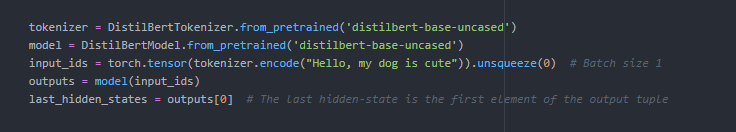 tokenizer = DistilBertTokenizer.from_pretrained('distilbert-base-uncased')
model = DistilBertModel.from_pretrained('distilbert-base-uncased')
input_ids = torch.tensor(tokenizer.encode("Hello, my dog is cute")).unsqueeze(0)  # Batch size 1
outputs = model(input_ids)
last_hidden_states = outputs[0]  # The last hidden-state is the first element of the output tuple